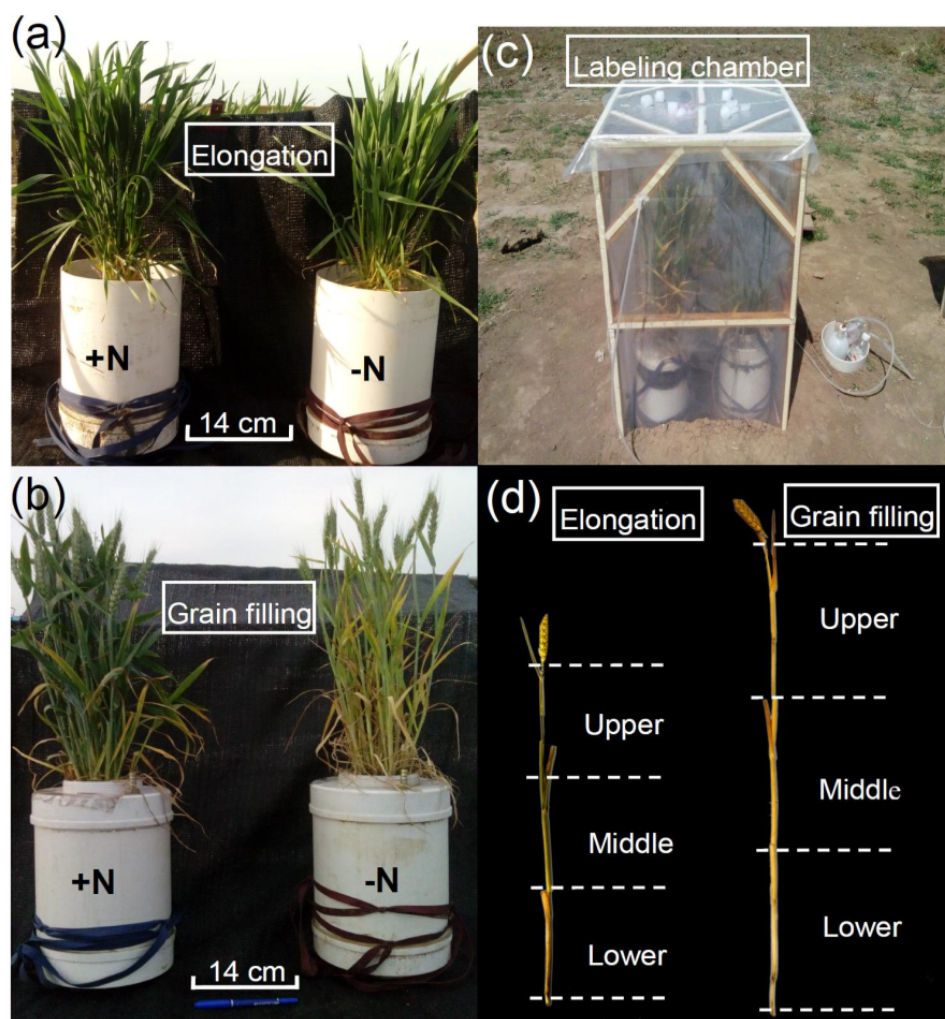 (a)
Elongation
+N
-N
14 cm
(b)
Grain filling
+N
-N
14 cm
(c)
Labeling chamber
(d)
Elongation
Grain filling
Upper
Middle
Lower
Upper
Middle
Lower